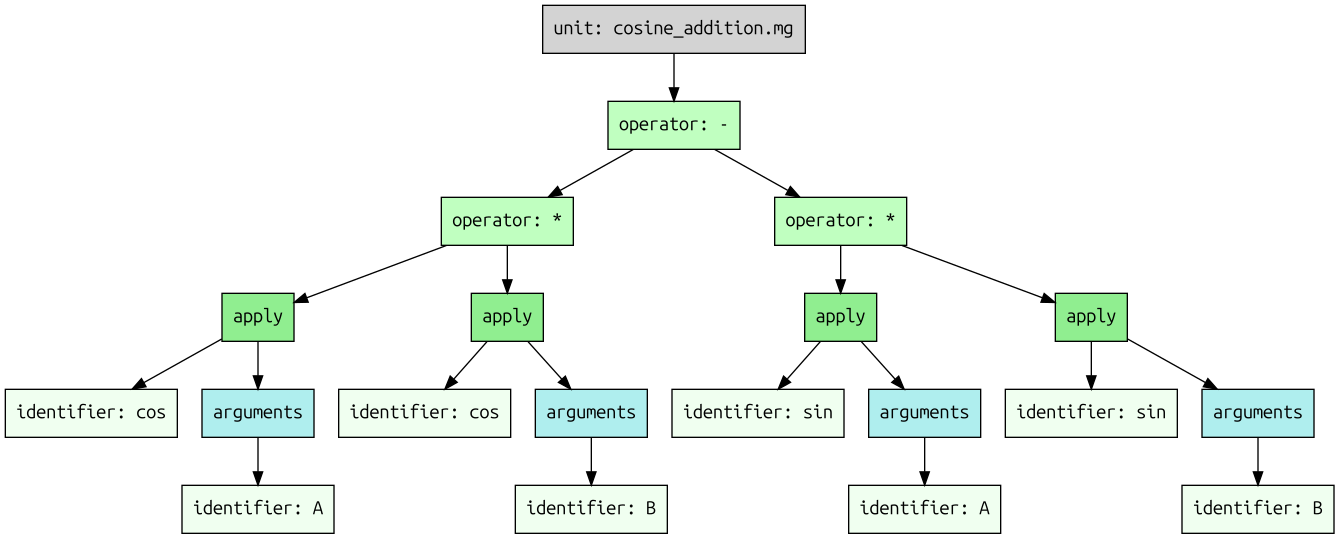 unit: cosine_addition.mg
operator: -
operator: *
operator: *
apply
apply
apply
apply
identifier: cos
arguments
identifier: cos
arguments
identifier: sin
arguments
identifier: sin
arguments
identifier: A
identifier: B
identifier: A
identifier: B